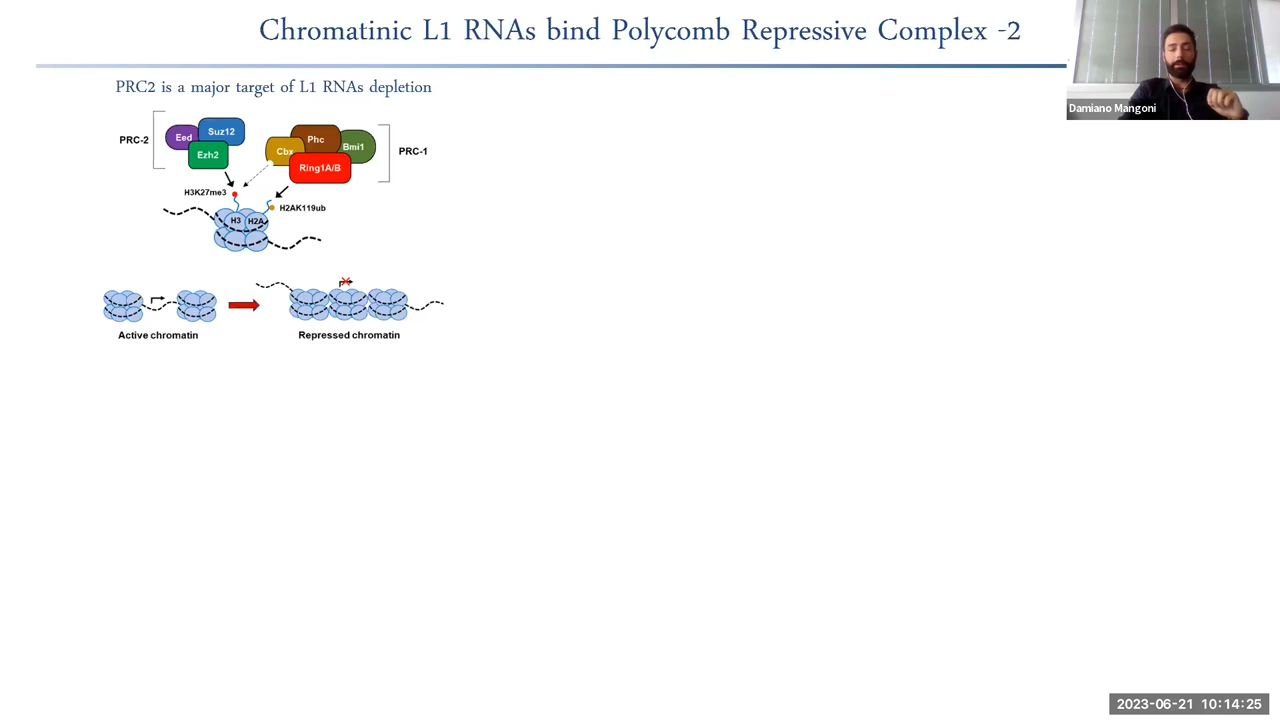 Chromatinic L1 RNAs bind Polycomb Repressive Complex -2
Damiano Mangoni
PRC2 is a major target of L1 RNAs depletion
PRC-2
Eed
Suz12
Ezh2
Cbx
Phc
Bmi1
Ring1A/B
PRC-1
H3K27me3
H2AK119ub
H3
H2A
Active chromatin
Repressed chromatin
2023-06-21 10:14:25